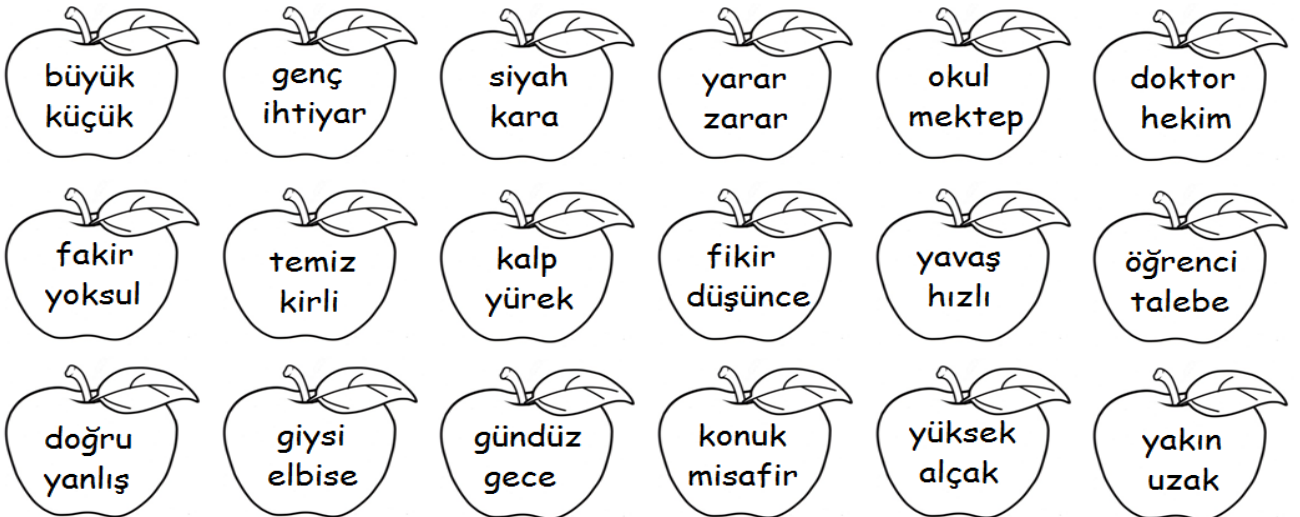 büyük
küçük
genç
ihtiyar
siyah
kara
yarar
zarar
okul
mektep
doktor
hekim
fakir
yoksul
temiz
kirli
kalp
yürek
fikir
düşünce
yavaş
hızlı
öğrenci
talebe
doğru
yanlış
giysi
elbise
gündüz
gece
konuk
misafir
yüksek
alçak
yakın
uzak